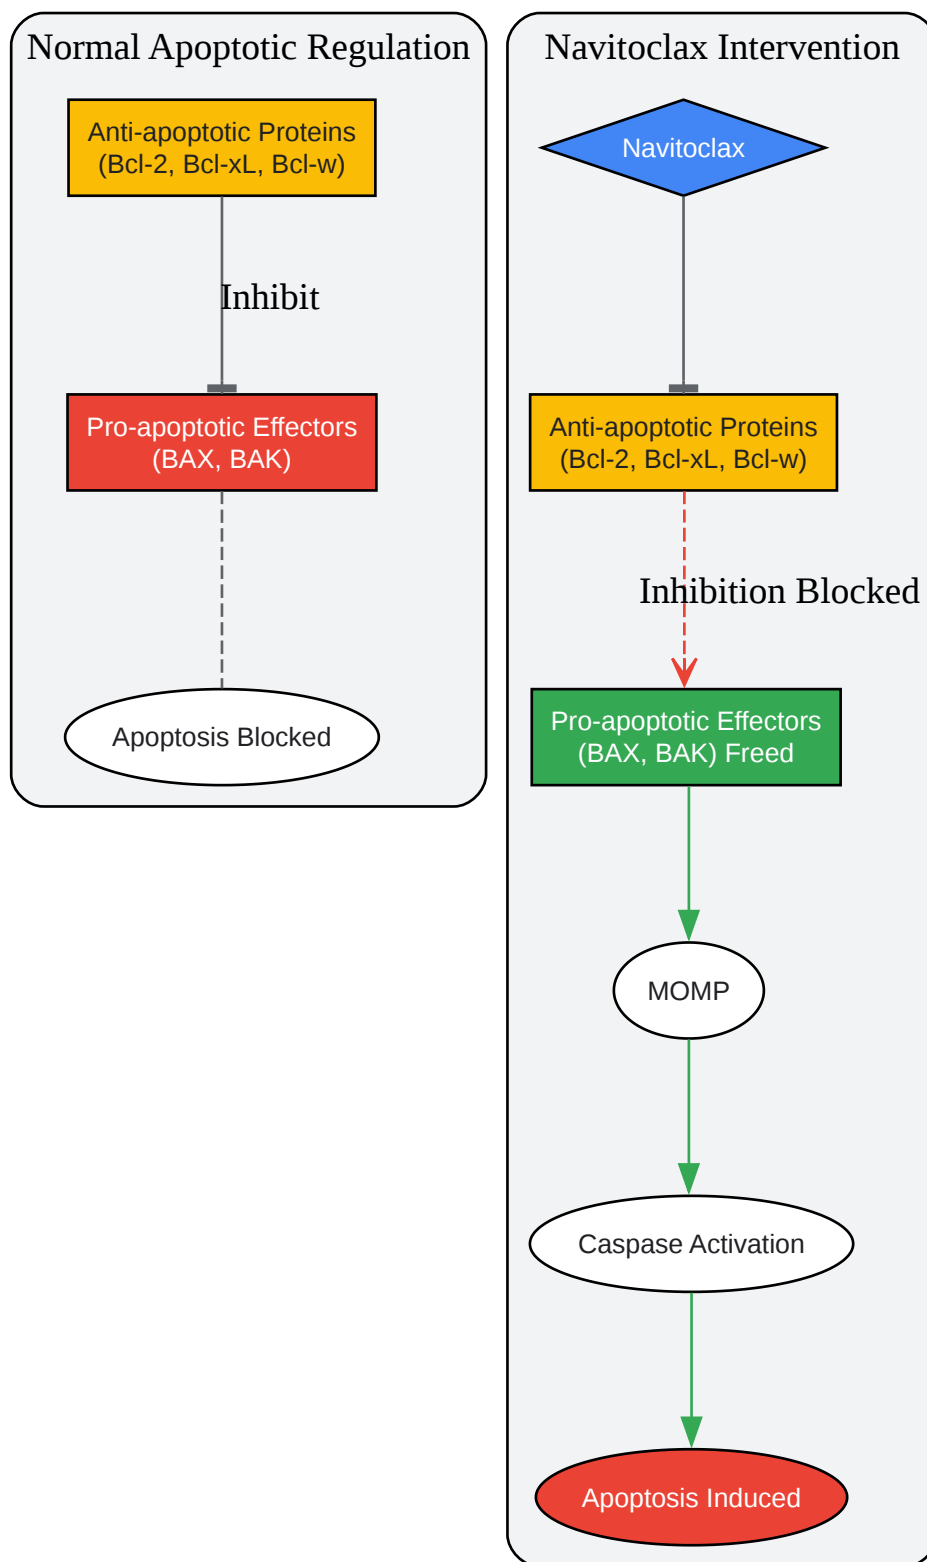 Normal Apoptotic Regulation
Anti-apoptotic Proteins
(Bcl-2, Bcl-xL, Bcl-w)
Inhibit
Pro-apoptotic Effectors
(BAX, BAK)
Apoptosis Blocked
Navitoclax Intervention
Navitoclax
Anti-apoptotic Proteins
(Bcl-2, Bcl-xL, Bcl-w)
Inhibition Blocked
Pro-apoptotic Effectors
(BAX, BAK) Freed
MOMP
Caspase Activation
Apoptosis Induced